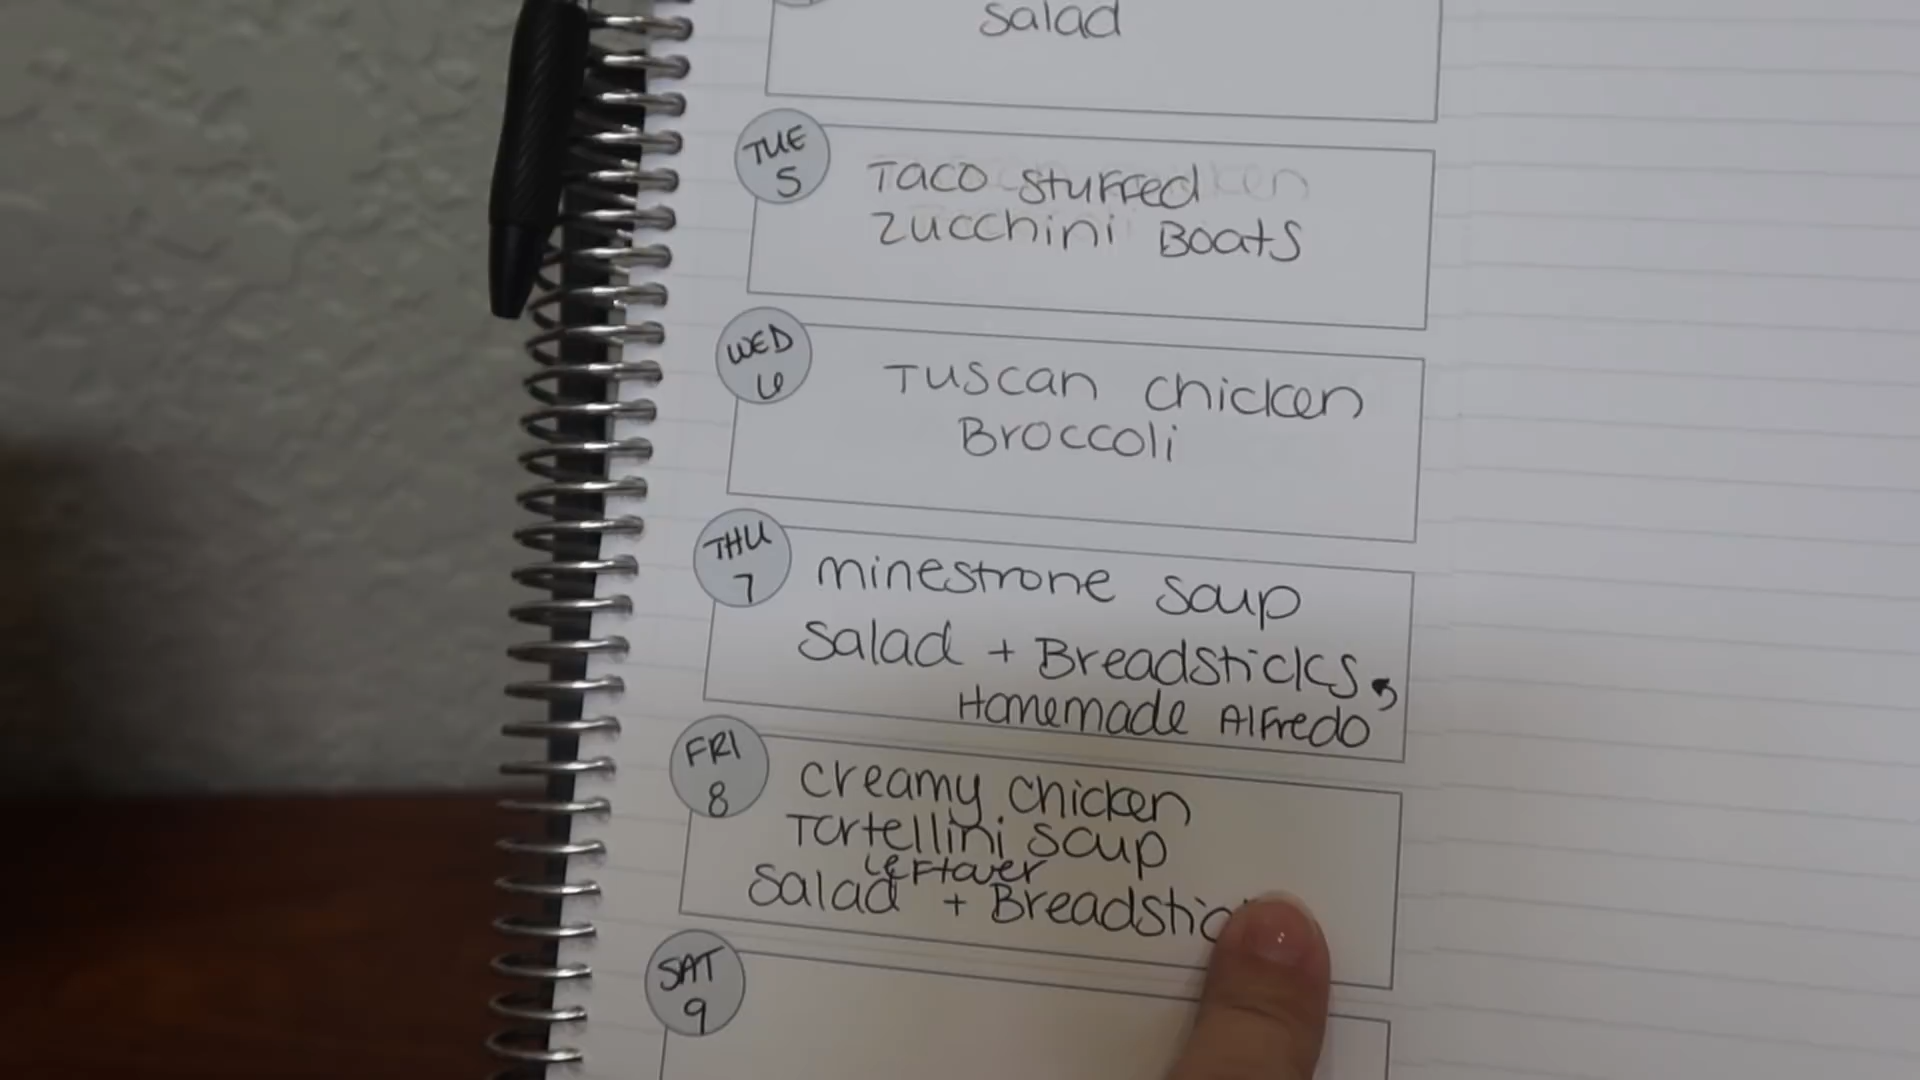 Salad
TUE
5
Taco Stuffed
Zucchini Boats
WED
6
Tuscan Chicken
Broccoli
THU
7
minestrone Soup
Salad + Breadsticks,
Homemade Alfredo
FRI
8
Creamy Chicken
Tortellini Soup
leftover
Salad +
SAT
9